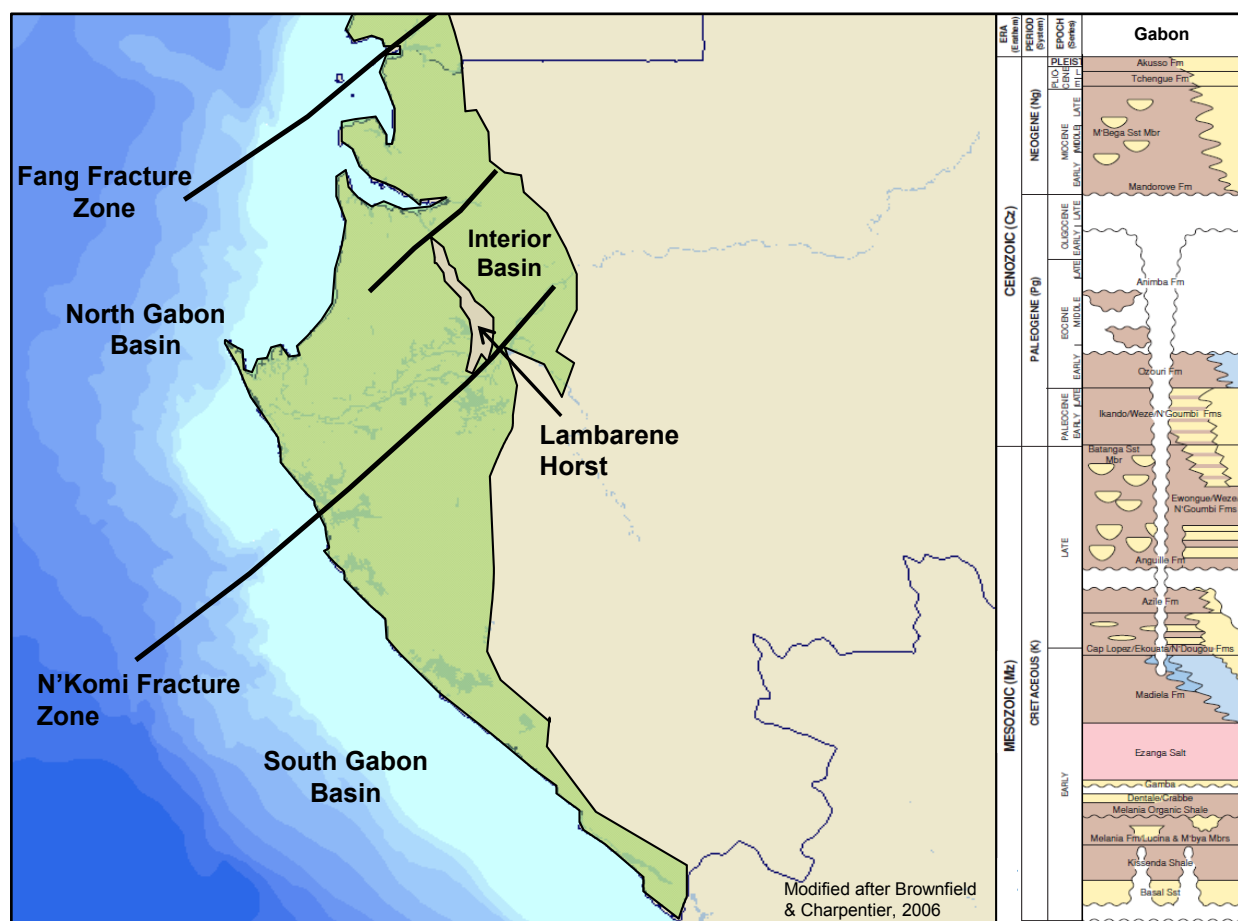 Fang Fracture
Zone
Interior
Basin
North Gabon
Basin
Lambarene
Horst
N'Komi Fracture
Zone
South Gabon
Basin
Modified after Brownfield
& Charpentier, 2006
ERA
(Erathem)
PERIOD
(System)
EPOCH
(Series)
Gabon
CENOZOIC (Cz)
MESOZOIC (Mz)
NEOGENE (Ng)
PALEOGENE (Pg)
CRETACEOUS (K)
PLEIST
PLIO
CENE
MIOCENE
LATE
MIDDLE
EARLY
OLIGOCENE
LATE
EARLY
EOCENE
LATE
MIDDLE
EARLY
PALEOCENE
LATE
EARLY
LATE
EARLY
Akusso Fm
Tchengue Fm
M'Bega Sst Mbr
Mandorove Fm
Animba Fm
Ozouri Fm
Ikando/Weze/N'Goumbi Fms
Batanga Sst
Mbr
Ewongue/Weze/
N'Goumbi Fms
Anguille Fm
Azile Fm
Cap Lopez/Ekouata/N'Dougou Fms
Madiela Fm
Ezanga Salt
Gamba
Dentale/Crabbe
Melania Organic Shale
Melania Fm/Lucina & M'bya Mbrs
Kissenda Shale
Basal Sst